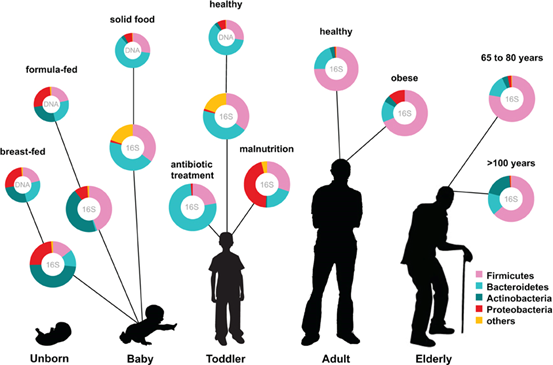 solid food
DNA
healthy
DNA
formula-fed
DNA
breast-fed
DNA
16S
16S
16S
16S
antibiotic
treatment
16S
malnutrition
16S
healthy
16S
obese
16S
65 to 80 years
16S
>100 years
16S
Firmicutes
Bacteroidetes
Actinobacteria
Proteobacteria
others
Unborn
Baby
Toddler
Adult
Elderly